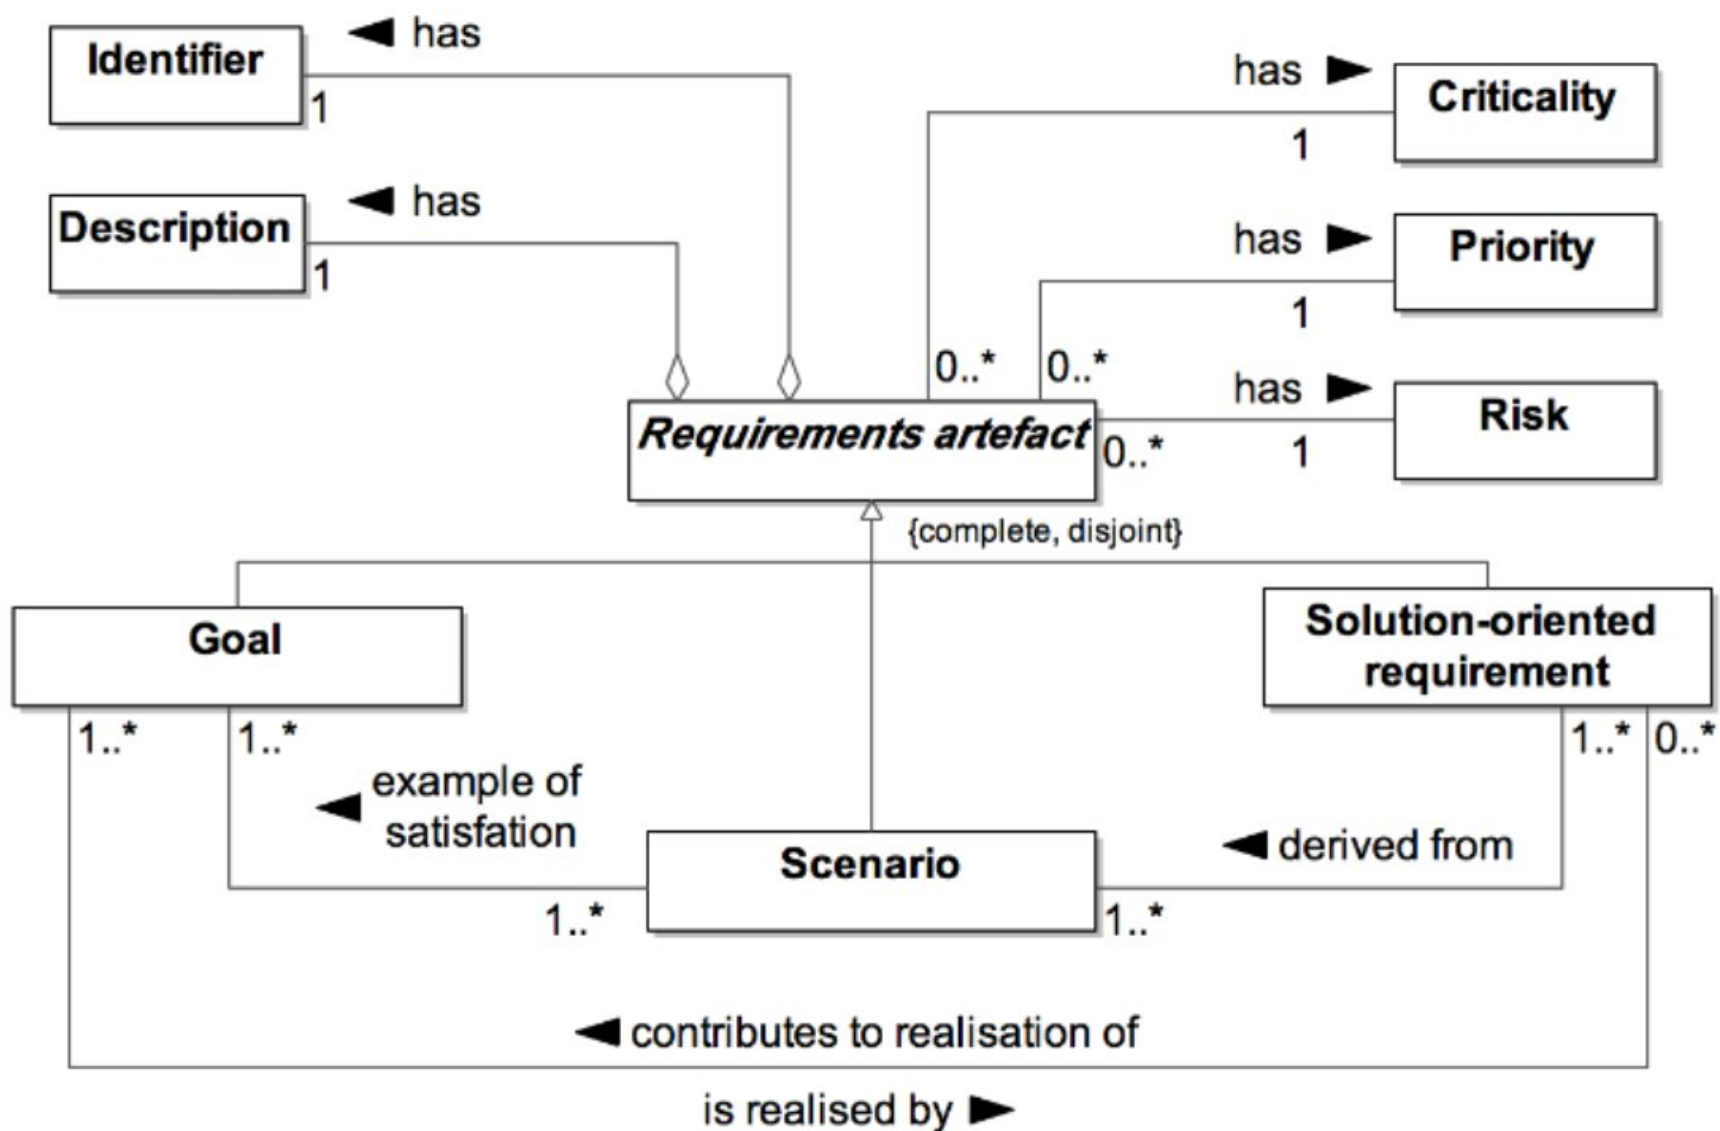 Identifier
has
1
Description
has
1
has
Criticality
1
has
Priority
1
0..*
0..*
has
Risk
Requirements artefact
0..*
1
{complete, disjoint}
Goal
Solution-oriented
requirement
1..*
1..*
1..*
0..*
example of
satisfation
derived from
Scenario
1..*
1..*
contributes to realisation of
is realised by